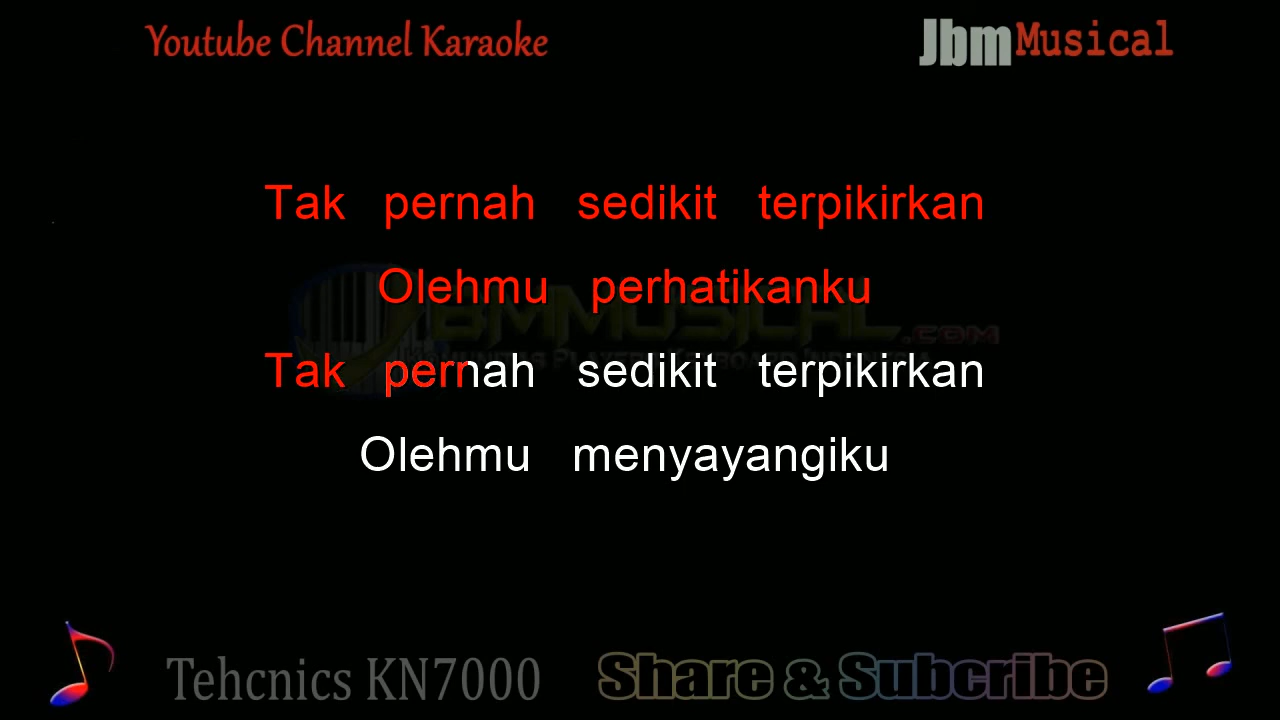 Youtube Channel Karaoke
JbmMusical
Tak pernah sedikit terpikirkan
Olehmu perhatikanku
Tak pernah sedikit terpikirkan
Olehmu menyayangiku
Tehcnics KN7000
Share & Subcribe